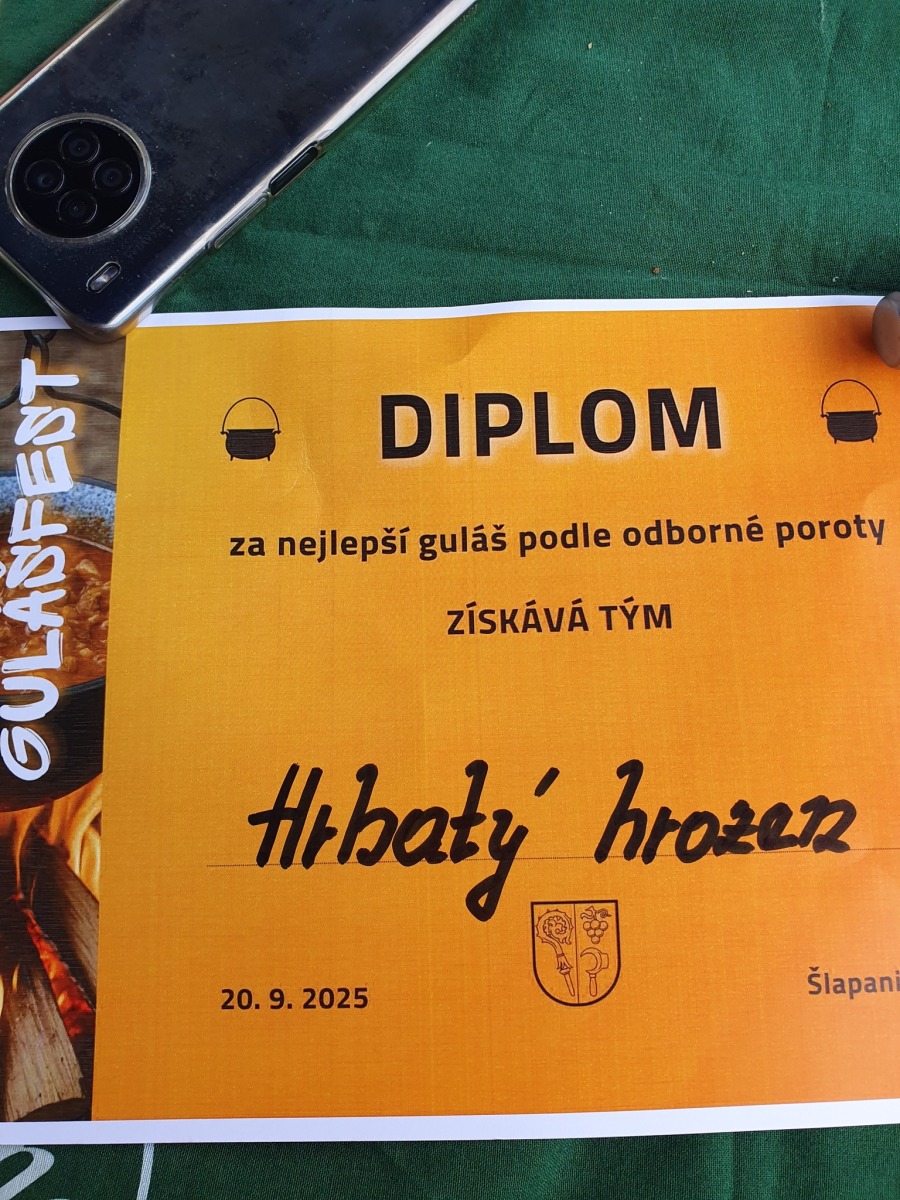 GULÁŠFEST
DIPLOM
za nejlepší guláš podle odborné poroty
ZÍSKÁVÁ TÝM
Hrbatý hrozen
20. 9. 2025
Šlapani